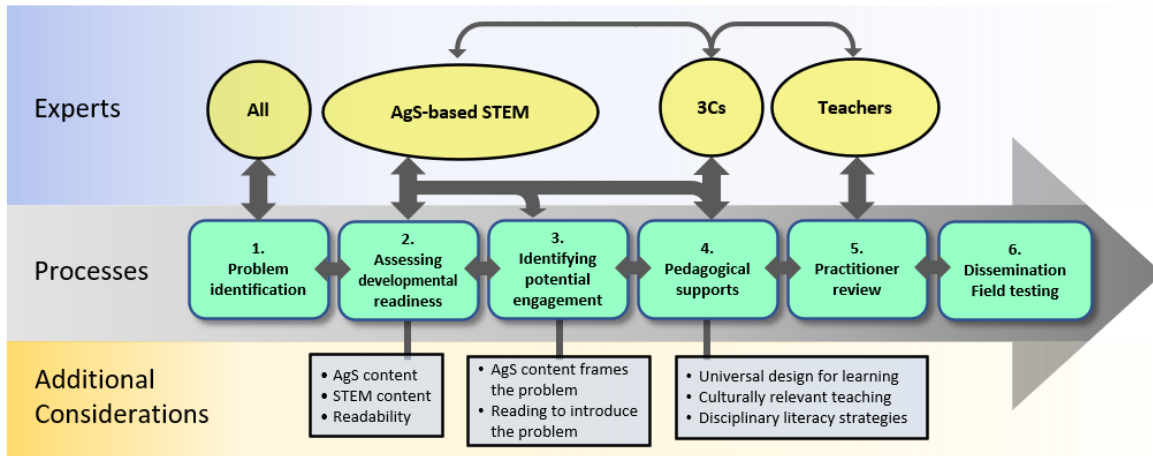 Experts
All
AgS-based STEM
3Cs
Teachers
Processes
1.
Problem
identification
2.
Assessing
developmental
readiness
3.
Identifying
potential
engagement
4.
Pedagogical
supports
5.
Practitioner
review
6.
Dissemination
Field testing
Additional
Considerations
• AgS content
• STEM content
• Readability
• AgS content frames
the problem
• Reading to introduce
the problem
• Universal design for learning
• Culturally relevant teaching
• Disciplinary literacy strategies